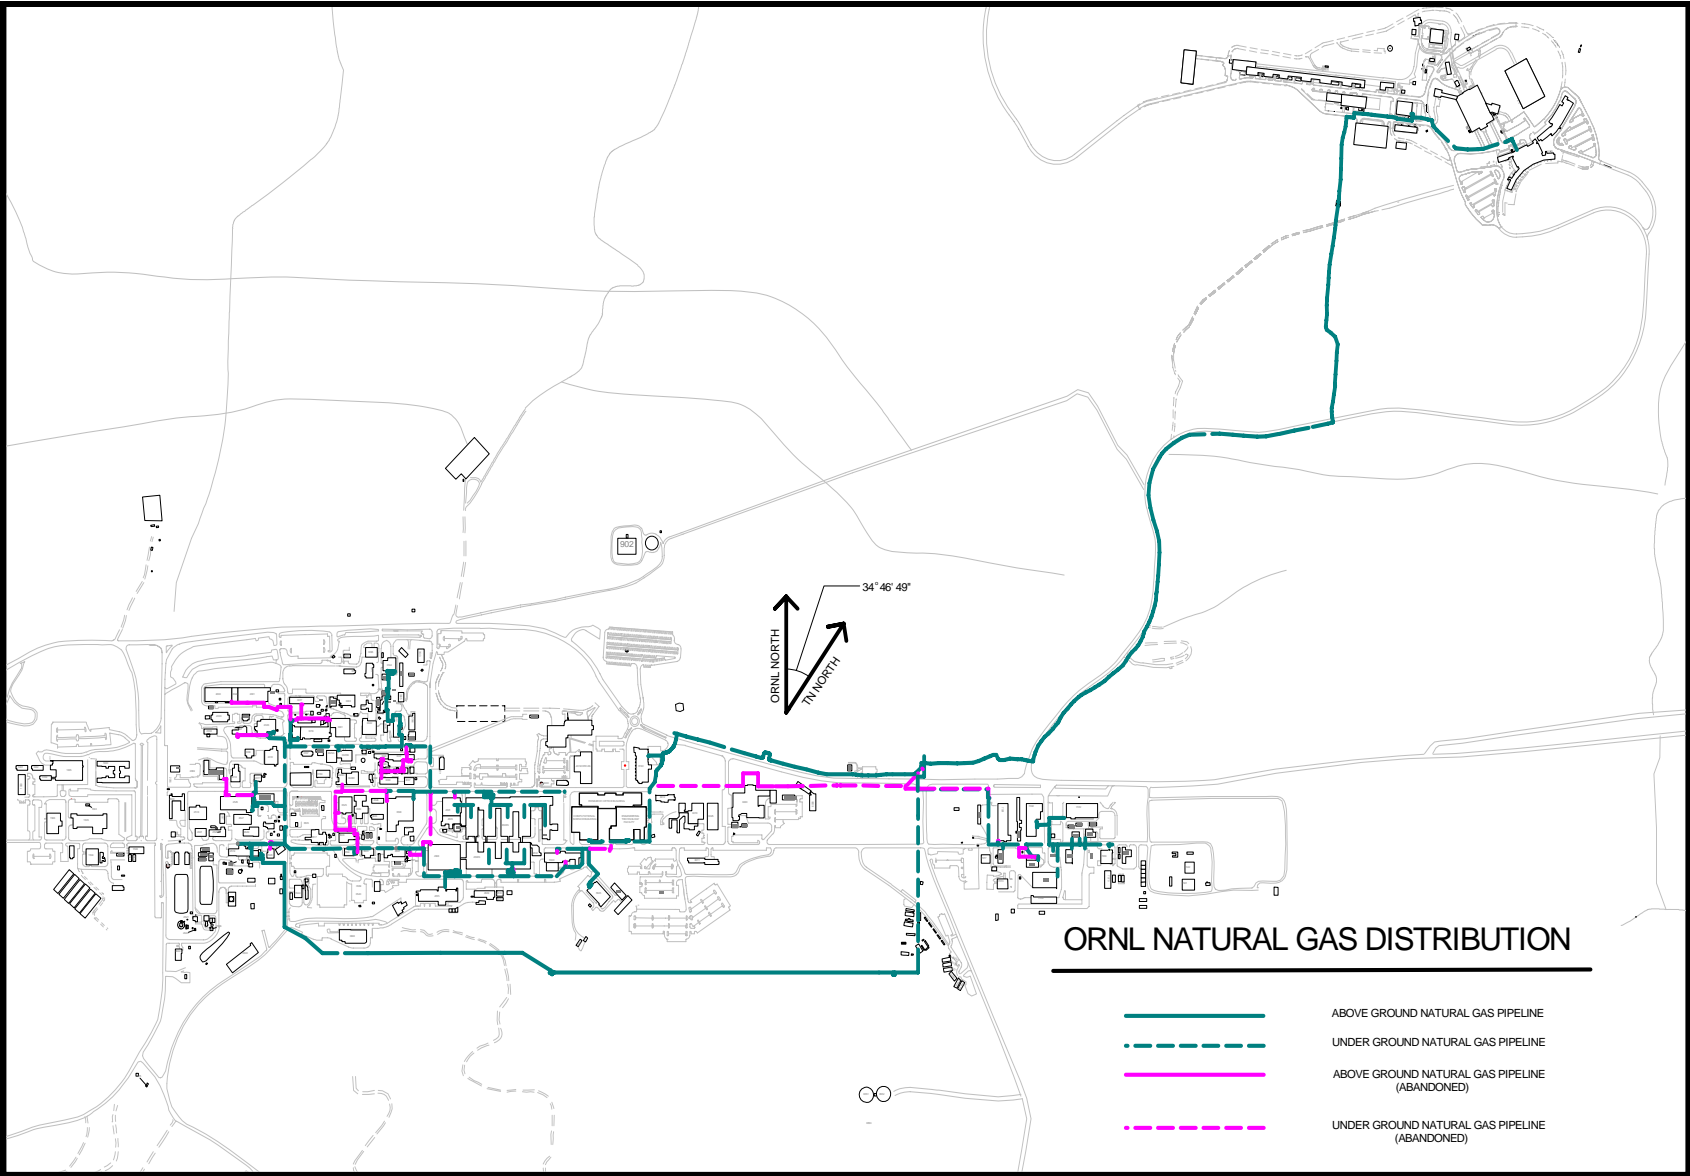 902
34° 46' 49"
ORNL NORTH
TN NORTH
ORNL NATURAL GAS DISTRIBUTION
ABOVE GROUND NATURAL GAS PIPELINE
UNDER GROUND NATURAL GAS PIPELINE
ABOVE GROUND NATURAL GAS PIPELINE
(ABANDONED)
UNDER GROUND NATURAL GAS PIPELINE
(ABANDONED)